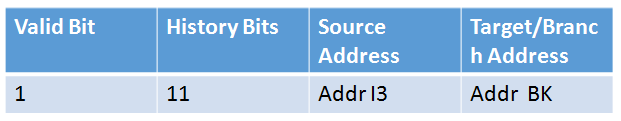 Valid Bit History Bits Source Target/Branc
Address h Address
1 11 Addr I3 Addr BK